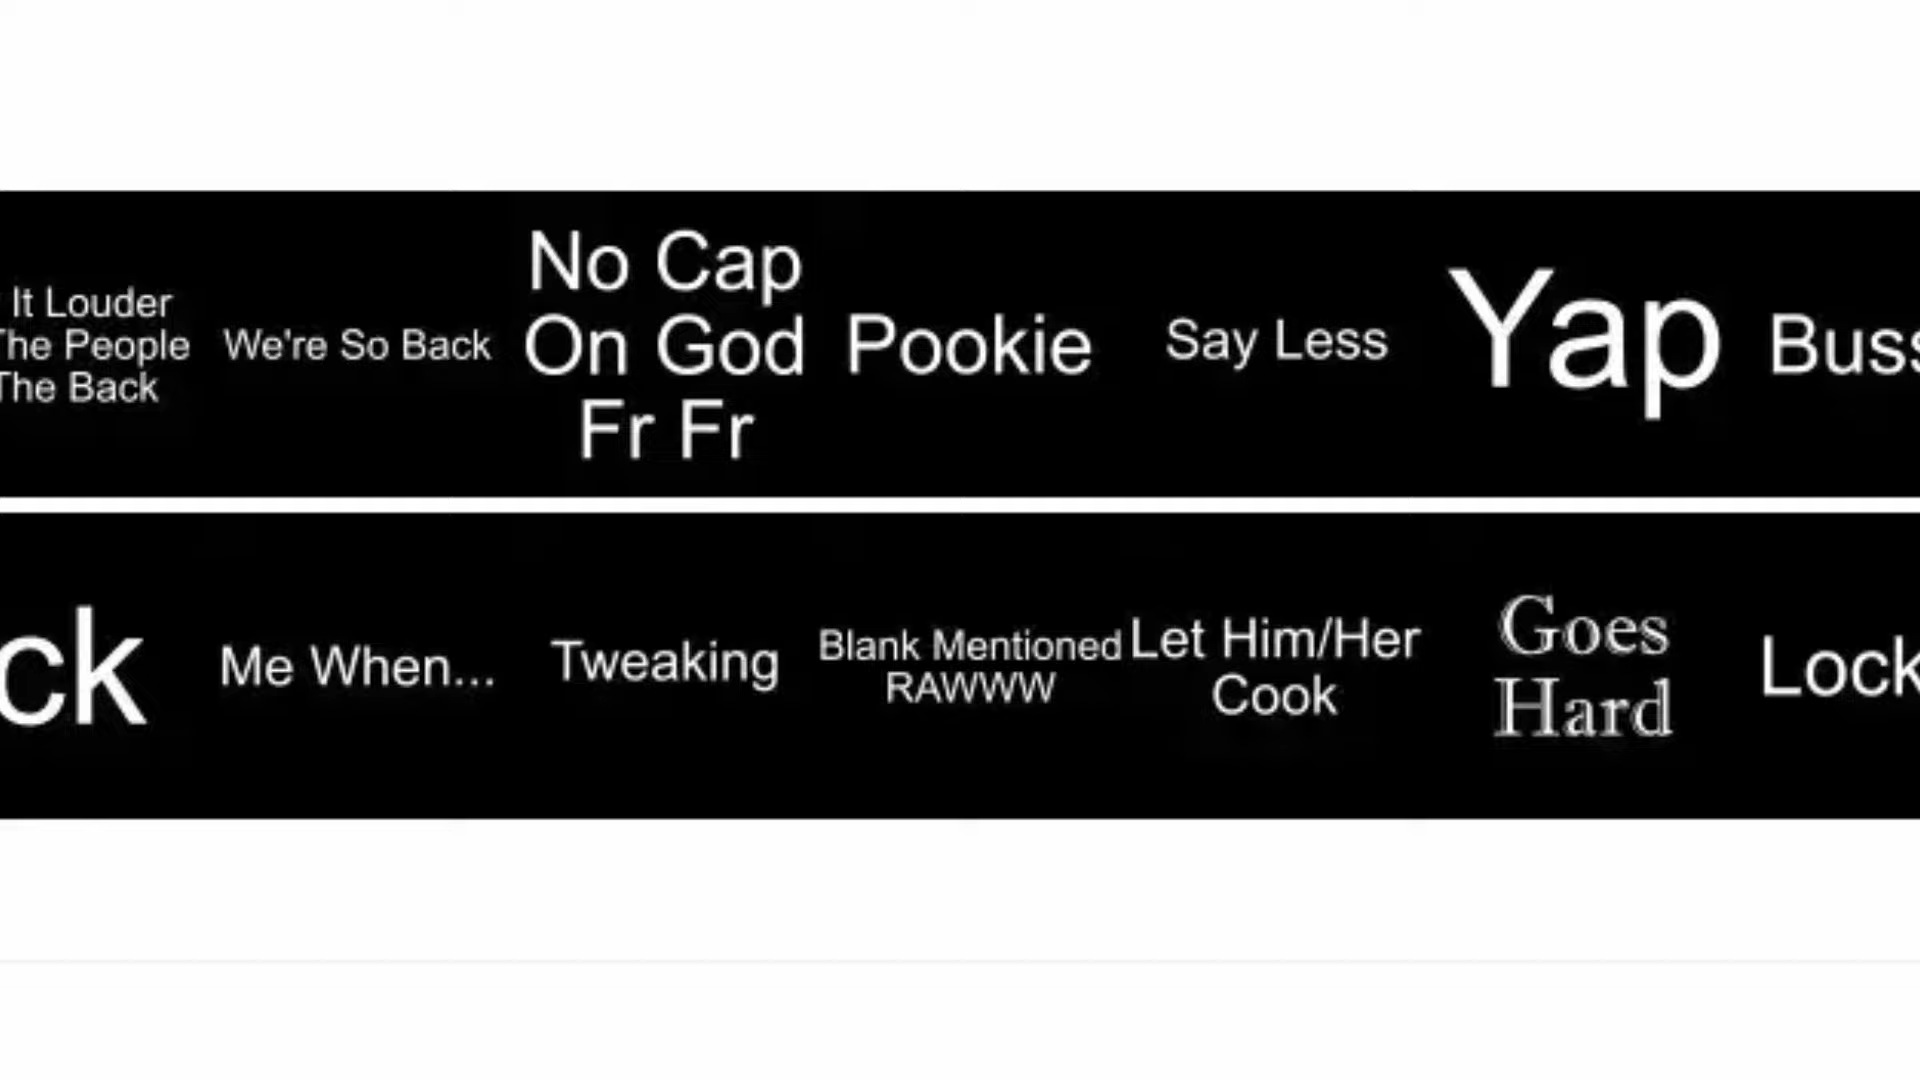 It Louder
The People
The Back
We're So Back
No Cap
On God
Fr Fr
Pookie
Say Less
Yap
Buss
ck
Me When...
Tweaking
Blank Mentioned
RAWWW
Let Him/Her
Cook
Goes
Hard
Lock